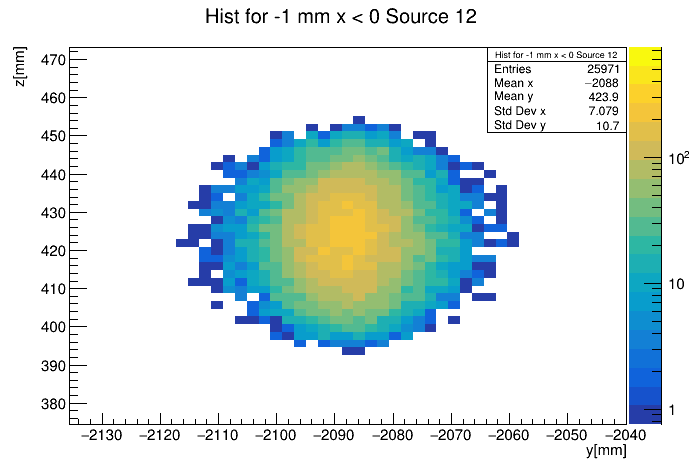 Hist for -1 mm x < 0 Source 12
z[mm]
470
460
450
440
430
420
410
400
390
380
Hist for -1 mm x < 0 Source 12
Entries 25971
Mean x −2088
Mean y 423.9
Std Dev x 7.079
Std Dev y 10.7
10²
10
1
−2130 −2120 −2110 −2100 −2090 −2080 −2070 −2060 −2050 −2040
y[mm]